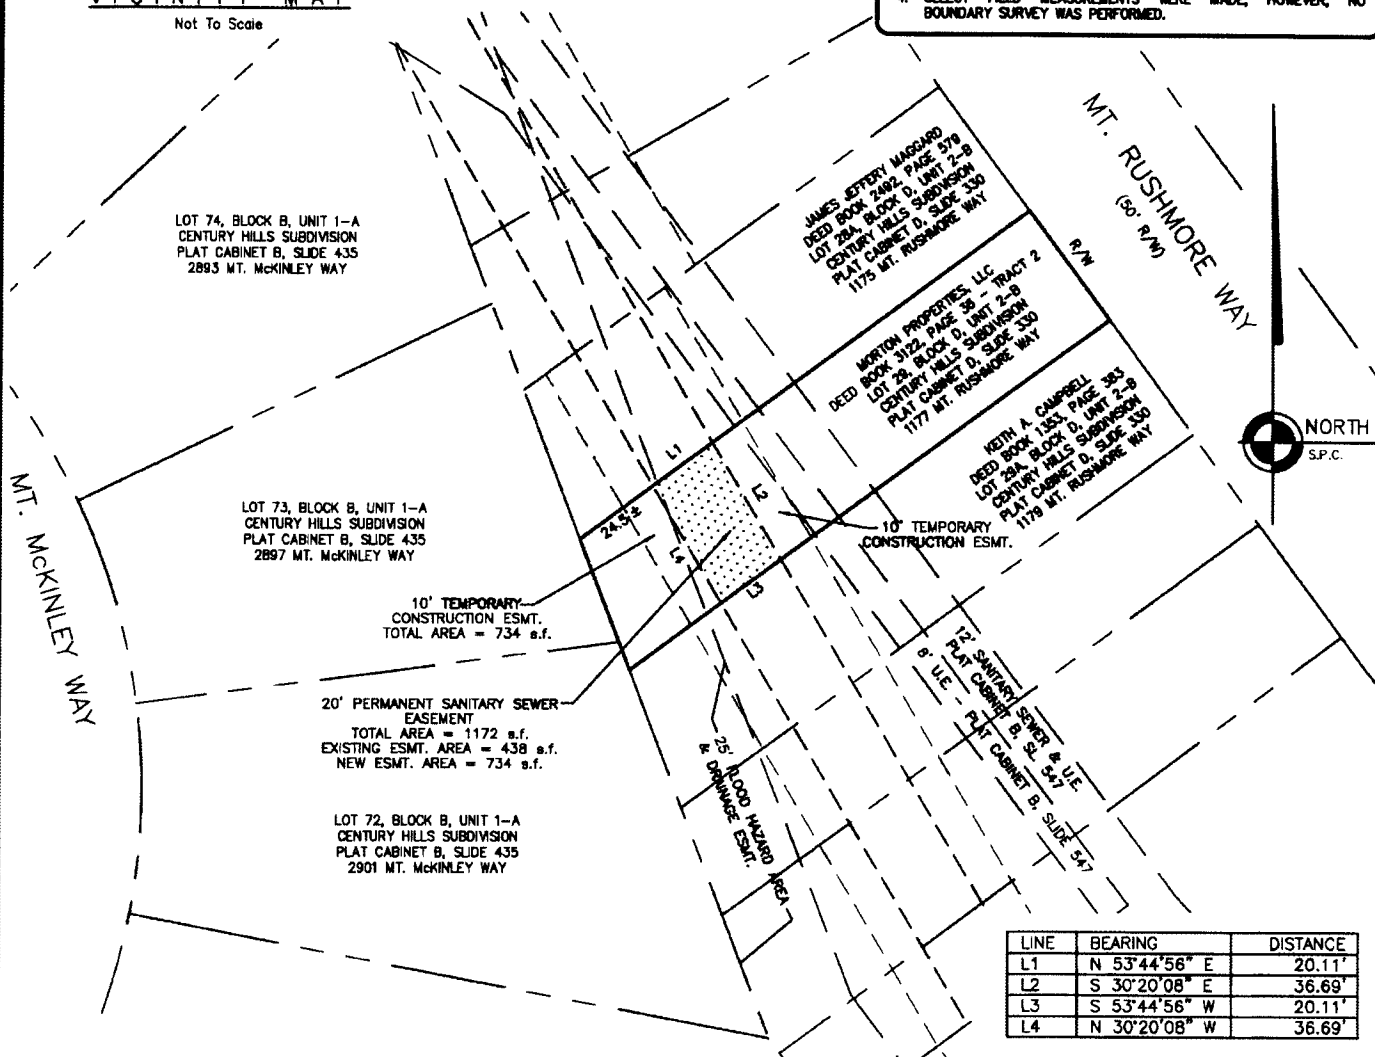 VICINITY MAP
Not To Scale
SELECT FIELD MEASUREMENTS WERE MADE, HOWEVER, NO
BOUNDARY SURVEY WAS PERFORMED.
MT. RUSHMORE WAY
(50' R/W)
R/W
JAMES JEFFERY MAGGARD
DEED BOOK 2492, PAGE 579
LOT 28A, BLOCK D, UNIT 2-B
CENTURY HILLS SUBDIVISION
PLAT CABINET D, SLIDE 330
1175 MT. RUSHMORE WAY
LOT 74, BLOCK B, UNIT 1-A
CENTURY HILLS SUBDIVISION
PLAT CABINET B, SLIDE 435
2893 MT. McKINLEY WAY
MORTON PROPERTIES, LLC
DEED BOOK 3122, PAGE 36 - TRACT 2
LOT 29, BLOCK D, UNIT 2-B
CENTURY HILLS SUBDIVISION
PLAT CABINET D, SLIDE 330
1177 MT. RUSHMORE WAY
KEITH A. CAMPBELL
DEED BOOK 1353, PAGE 383
LOT 29A, BLOCK D, UNIT 2-B
CENTURY HILLS SUBDIVISION
PLAT CABINET D, SLIDE 330
1179 MT. RUSHMORE WAY
NORTH
S.P.C.
MT. McKINLEY WAY
LOT 73, BLOCK B, UNIT 1-A
CENTURY HILLS SUBDIVISION
PLAT CABINET B, SLIDE 435
2897 MT. McKINLEY WAY
L1
L2
24.5'±
L4
L3
10' TEMPORARY
CONSTRUCTION ESMT.
10' TEMPORARY
CONSTRUCTION ESMT.
TOTAL AREA = 734 s.f.
20' PERMANENT SANITARY SEWER
EASEMENT
TOTAL AREA = 1172 s.f.
EXISTING ESMT. AREA = 438 s.f.
NEW ESMT. AREA = 734 s.f.
12' SANITARY SEWER & U.E.
PLAT CABINET B, SL. 547
8' U.E. - PLAT CABINET B, SLIDE 547
25' FLOOD HAZARD AREA
& DRAINAGE ESMT.
LOT 72, BLOCK B, UNIT 1-A
CENTURY HILLS SUBDIVISION
PLAT CABINET B, SLIDE 435
2901 MT. McKINLEY WAY
LINE BEARING DISTANCE
L1 N 53°44'56" E 20.11'
L2 S 30°20'08" E 36.69'
L3 S 53°44'56" W 20.11'
L4 N 30°20'08" W 36.69'